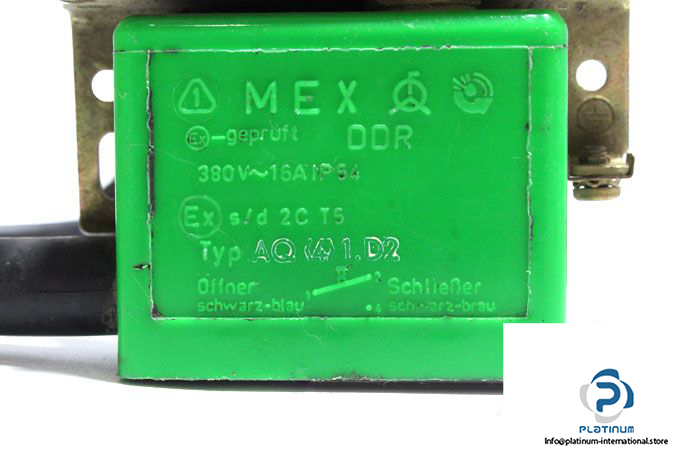 MEX
Ex-geprüft DDR
380V~16A IP54
Ex s/d 2C T5
Typ AQ (4) 1.D2
Öffner Schließer
schwarz-blau schwarz-brau
PLATINUM
Info@platinum-international.store